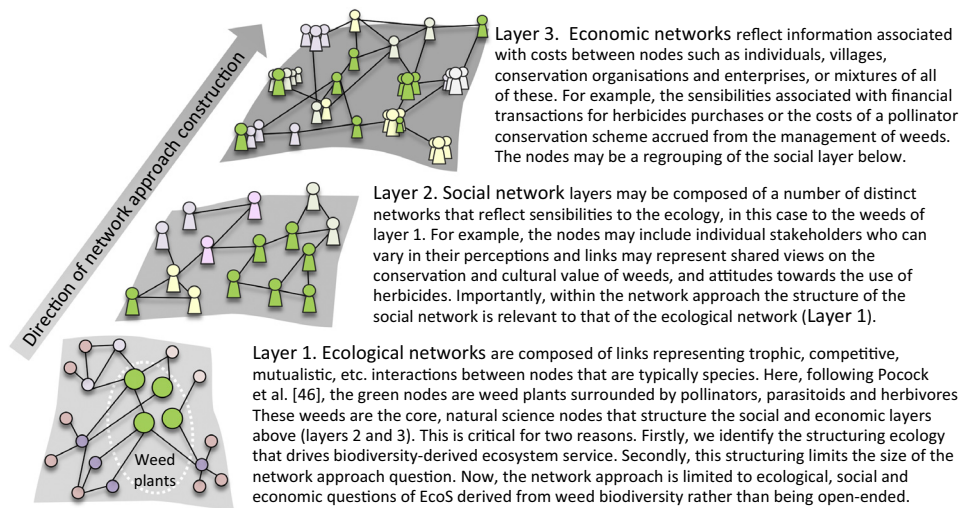 Direction of network approach construction
Layer 3. Economic networks reflect information associated
with costs between nodes such as individuals, villages,
conservation organisations and enterprises, or mixtures of all
of these. For example, the sensibilities associated with financial
transactions for herbicides purchases or the costs of a pollinator
conservation scheme accrued from the management of weeds.
The nodes may be a regrouping of the social layer below.
Layer 2. Social network layers may be composed of a number of distinct
networks that reflect sensibilities to the ecology, in this case to the weeds of
layer 1. For example, the nodes may include individual stakeholders who can
vary in their perceptions and links may represent shared views on the
conservation and cultural value of weeds, and attitudes towards the use of
herbicides. Importantly, within the network approach the structure of the
social network is relevant to that of the ecological network (Layer 1).
Layer 1. Ecological networks are composed of links representing trophic, competitive,
mutualistic, etc. interactions between nodes that are typically species. Here, following Pocock
et al. [46], the green nodes are weed plants surrounded by pollinators, parasitoids and herbivores
These weeds are the core, natural science nodes that structure the social and economic layers
above (layers 2 and 3). This is critical for two reasons. Firstly, we identify the structuring ecology
that drives biodiversity-derived ecosystem service. Secondly, this structuring limits the size of the
network approach question. Now, the network approach is limited to ecological, social and
economic questions of EcoS derived from weed biodiversity rather than being open-ended.
Weed
plants